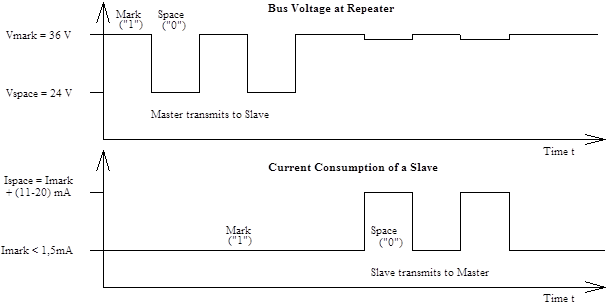 Bus Voltage at Repeater
Mark Space
("1") ("0")
Vmark = 36 V
Vspace = 24 V
Master transmits to Slave
Time t
Current Consumption of a Slave
Ispace = Imark
+ (11-20) mA
Mark
("1")
Space
("0")
Imark < 1,5mA
Slave transmits to Master
Time t